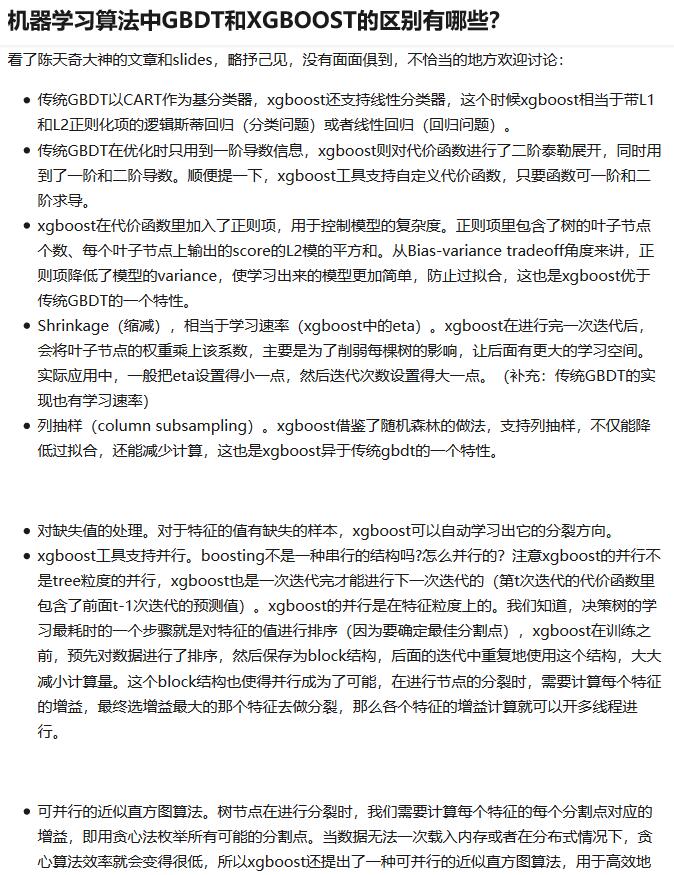 机器学习算法中GBDT和XGBOOST的区别有哪些？
看了陈天奇大神的文章和slides，略抒己见，没有面面俱到，不恰当的地方欢迎讨论：
● 传统GBDT以CART作为基分类器，xgboost还支持线性分类器，这个时候xgboost相当于带L1
和L2正则化项的逻辑斯蒂回归（分类问题）或者线性回归（回归问题）。
● 传统GBDT在优化时只用到一阶导数信息，xgboost则对代价函数进行了二阶泰勒展开，同时用
到了一阶和二阶导数。顺便提一下，xgboost工具支持自定义代价函数，只要函数可一阶和二
阶求导。
● xgboost在代价函数里加入了正则项，用于控制模型的复杂度。正则项里包含了树的叶子节点
个数、每个叶子节点上输出的score的L2模的平方和。从Bias-variance tradeoff角度来讲，正
则项降低了模型的variance，使学习出来的模型更加简单，防止过拟合，这也是xgboost优于
传统GBDT的一个特性。
● Shrinkage（缩减），相当于学习速率（xgboost中的eta）。xgboost在进行完一次迭代后，
会将叶子节点的权重乘上该系数，主要是为了削弱每棵树的影响，让后面有更大的学习空间。
实际应用中，一般把eta设置得小一点，然后迭代次数设置得大一点。（补充：传统GBDT的实
现也有学习速率）
● 列抽样（column subsampling）。xgboost借鉴了随机森林的做法，支持列抽样，不仅能降
低过拟合，还能减少计算，这也是xgboost异于传统gbdt的一个特性。
● 对缺失值的处理。对于特征的值有缺失的样本，xgboost可以自动学习出它的分裂方向。
● xgboost工具支持并行。boosting不是一种串行的结构吗?怎么并行的？注意xgboost的并行不
是tree粒度的并行，xgboost也是一次迭代完才能进行下一次迭代的（第t次迭代的代价函数里
包含了前面t-1次迭代的预测值）。xgboost的并行是在特征粒度上的。我们知道，决策树的学
习最耗时的一个步骤就是对特征的值进行排序（因为要确定最佳分割点），xgboost在训练之
前，预先对数据进行了排序，然后保存为block结构，后面的迭代中重复地使用这个结构，大大
减小计算量。这个block结构也使得并行成为了可能，在进行节点的分裂时，需要计算每个特征
的增益，最终选增益最大的那个特征去做分裂，那么各个特征的增益计算就可以开多线程进
行。
● 可并行的近似直方图算法。树节点在进行分裂时，我们需要计算每个特征的每个分割点对应的
增益，即用贪心法枚举所有可能的分割点。当数据无法一次载入内存或者在分布式情况下，贪
心算法效率就会变得很低，所以xgboost还提出了一种可并行的近似直方图算法，用于高效地